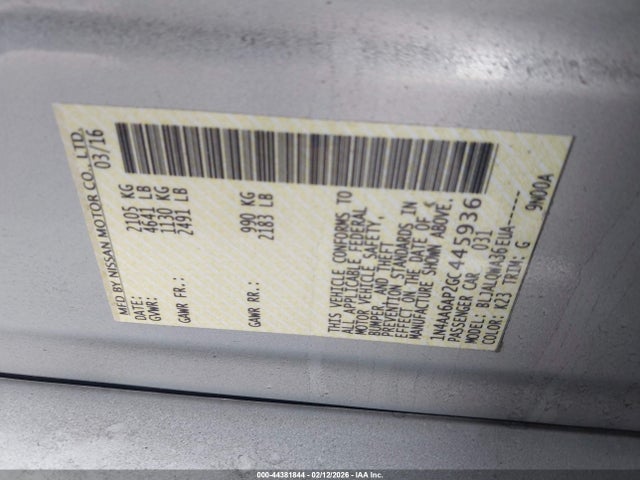 MFD BY NISSAN MOTOR CO., LTD.
DATE: 03/16
GVWR: 2105 KG
4641 LB
GAWR FR.: 1130 KG
2491 LB
GAWR RR.: 990 KG
2183 LB
THIS VEHICLE CONFORMS TO
ALL APPLICABLE FEDERAL
MOTOR VEHICLE SAFETY,
BUMPER AND THEFT
PREVENTION STANDARDS IN
EFFECT ON THE DATE OF
MANUFACTURE SHOWN ABOVE.
1N4AA6AP2GC445936
PASSENGER CAR 031
MODEL: BLJALQWA36EUA-----
COLOR: K23 TRIM: G 9N00A
000-44381844 | 02/12/2026 - IAA Inc.